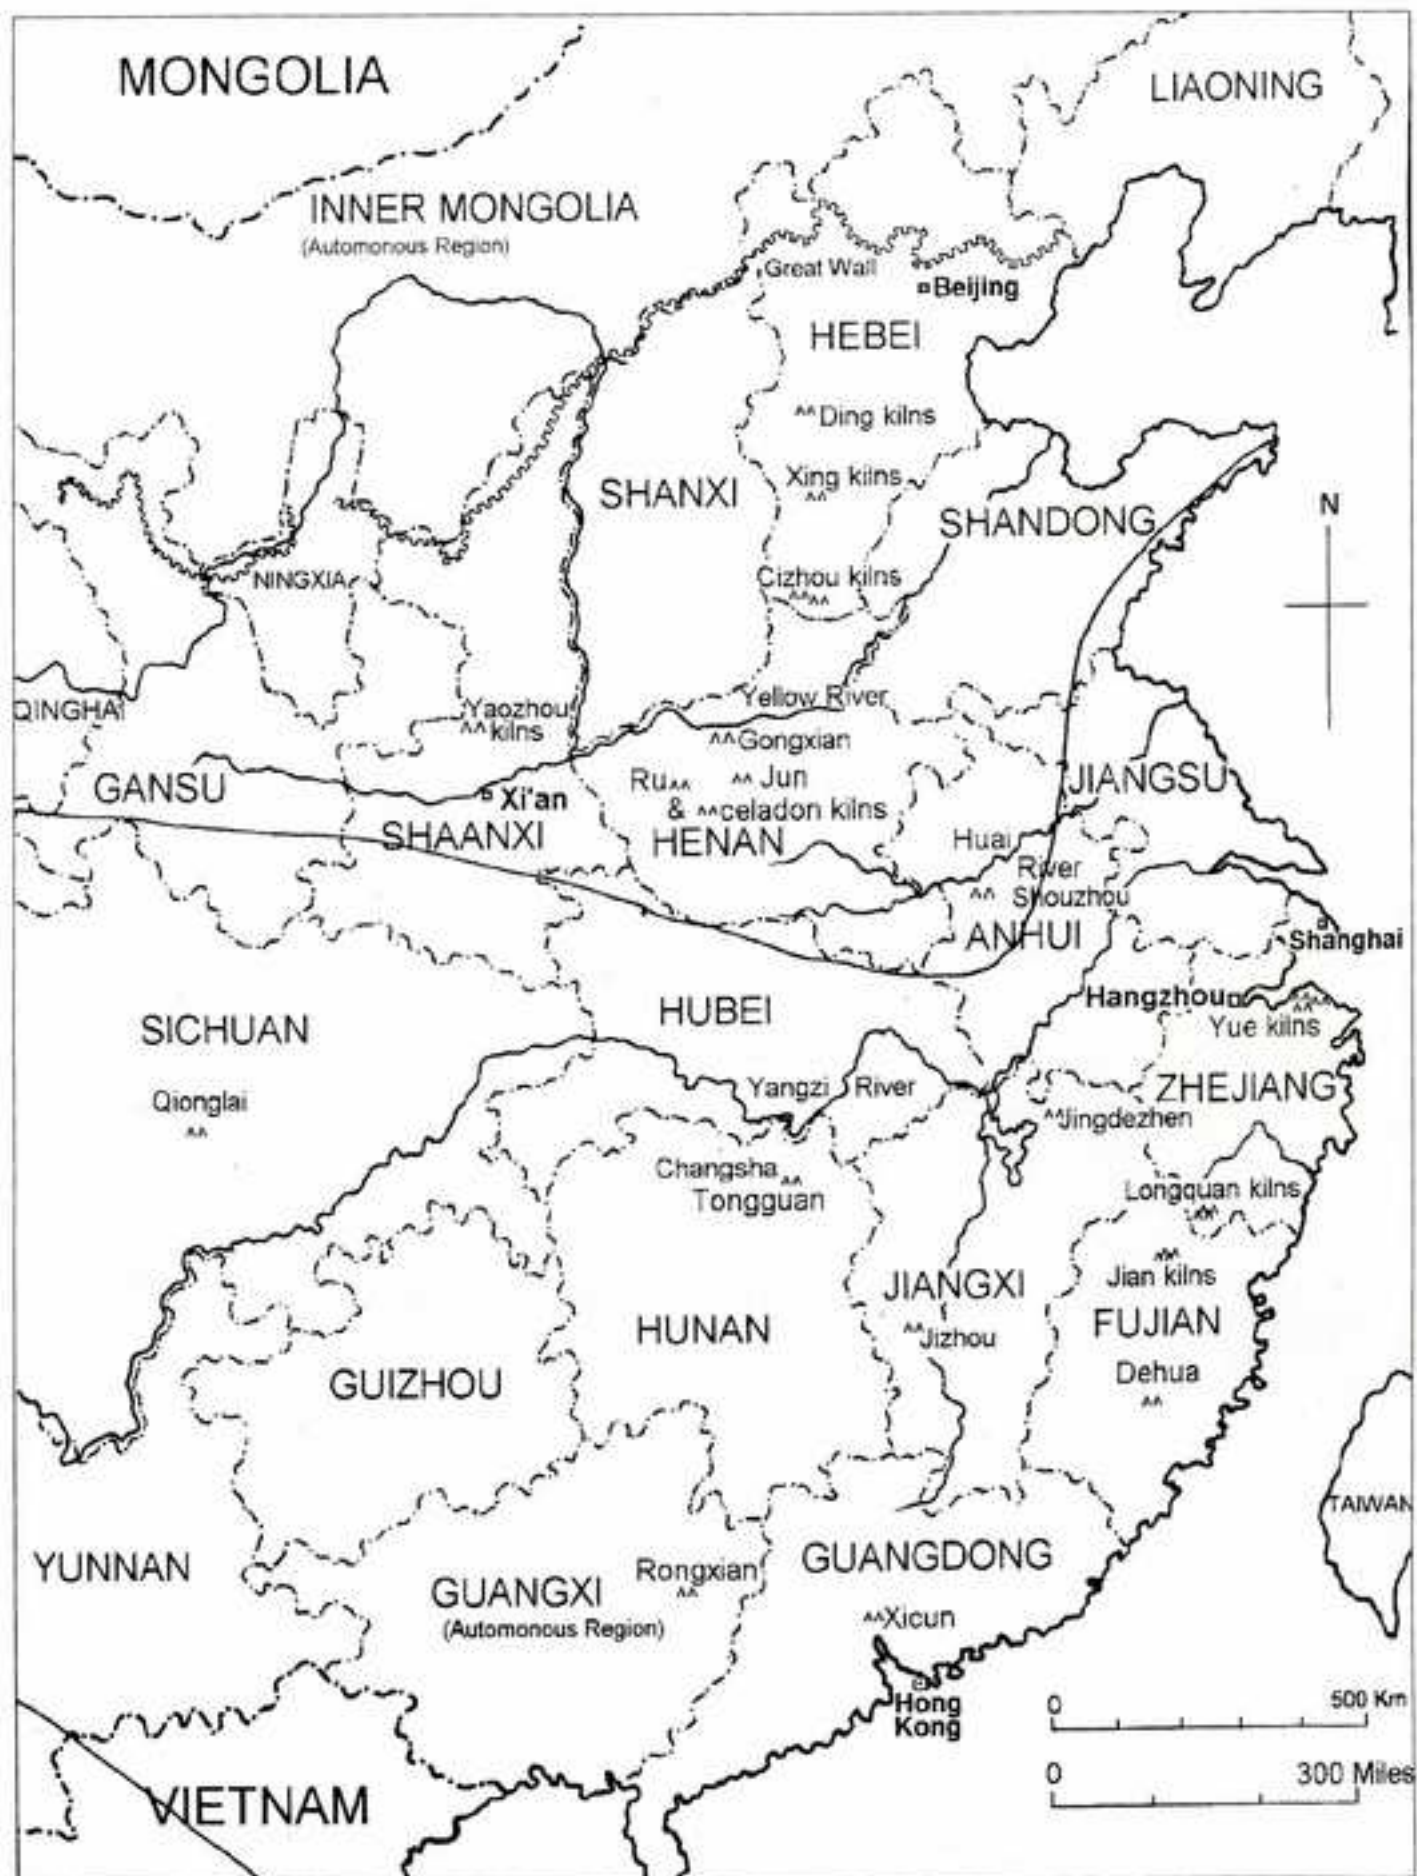 MONGOLIA
LIAONING
INNER MONGOLIA
(Automonous Region)
Great Wall
Beijing
HEBEI
Ding kilns
Xing kilns
SHANXI
SHANDONG
N
Cizhou kilns
NINGXIA
QINGHAI
Yaozhou
kilns
Yellow River
Gongxian
GANSU
Ru
Jun
JIANGSU
Xi'an
& celadon kilns
SHAANXI
HENAN
Huai
River
Shouzhou
ANHUI
Shanghai
Hangzhou
HUBEI
Yue kilns
SICHUAN
Yangzi River
ZHEJIANG
Qionglai
Jingdezhen
Changsha
Tongguan
Longquan kilns
JIANGXI
Jian kilns
HUNAN
Jizhou
FUJIAN
GUIZHOU
Dehua
TAIWAN
YUNNAN
GUANGXI
(Automonous Region)
Rongxian
GUANGDONG
Xicun
Hong
Kong
0 500 Km
0 300 Miles
VIETNAM